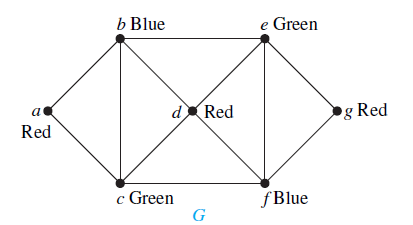 b Blue
e Green
a
Red
d Red
g Red
c Green
f Blue
G